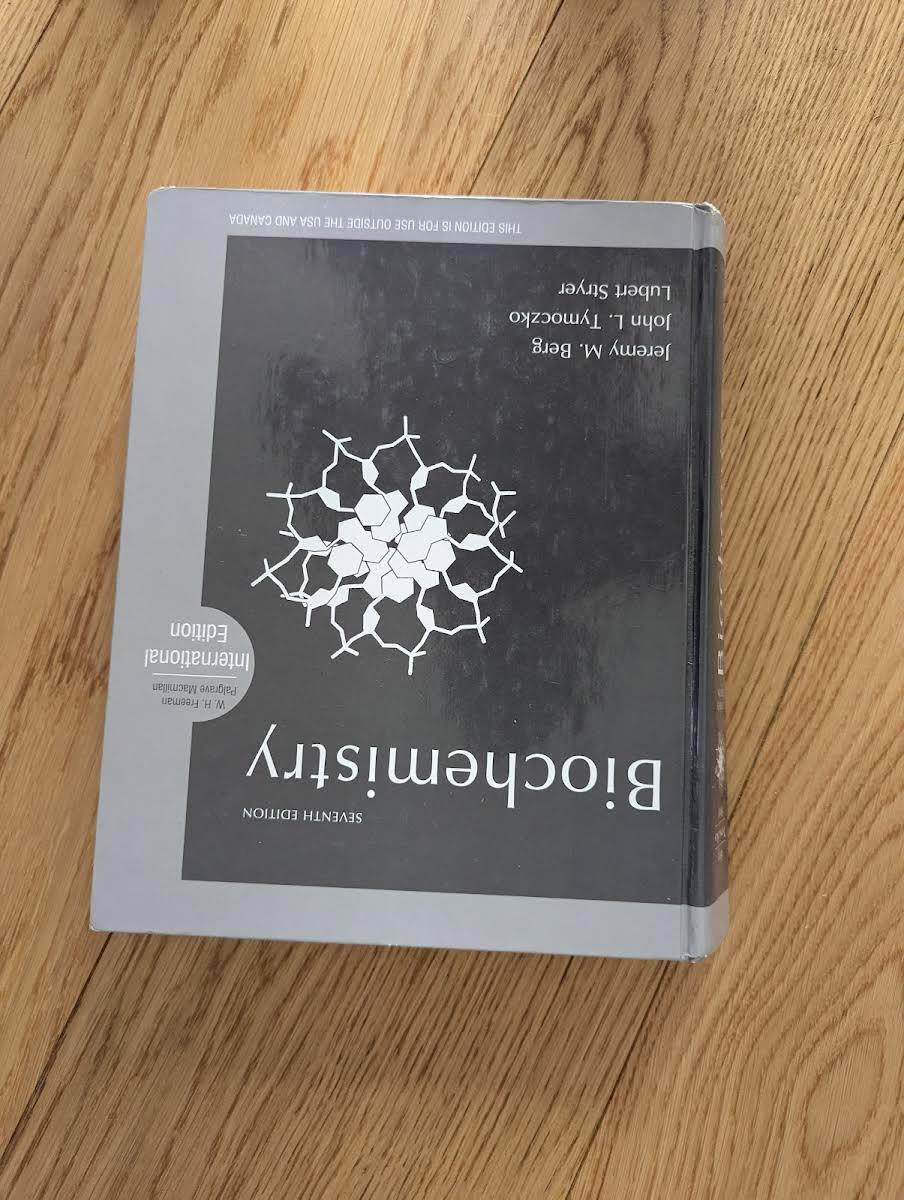 SEVENTH EDITION
Biochemistry
W. H. Freeman
Palgrave Macmillan
International
Edition
Jeremy M. Berg
John L. Tymoczko
Lubert Stryer
THIS EDITION IS FOR USE OUTSIDE THE USA AND CANADA